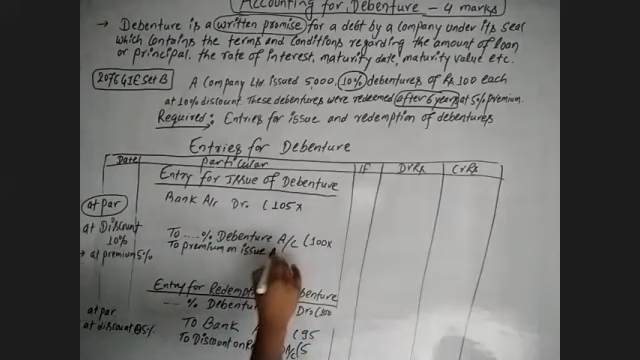 Accounting for Debenture - 4 marks
→ Debenture is a written promise for a debt by a company under its seal
which contains the terms and conditions regarding the amount of loan
or principal, the rate of interest, maturity date, maturity value etc.
2076 GIE Set B A Company Ltd issued 5,000, 10% debentures of Rs 100 each
at 10% discount. These debentures were redeemed after 6 years at 5% premium.
Required: Entries for issue and redemption of debentures
Entries for Debenture
Date Particular lf Dr Rs Cr Rs
Entry for Issue of Debenture
Bank A/c Dr. (105x
at par
at Discount
10%
→ at premium 5%
To ....% Debenture A/c (100x
To premium on issue
Entry for
.... % Dr (100
at par
at discount @5%
To Bank (95
To Discount on A/c (5